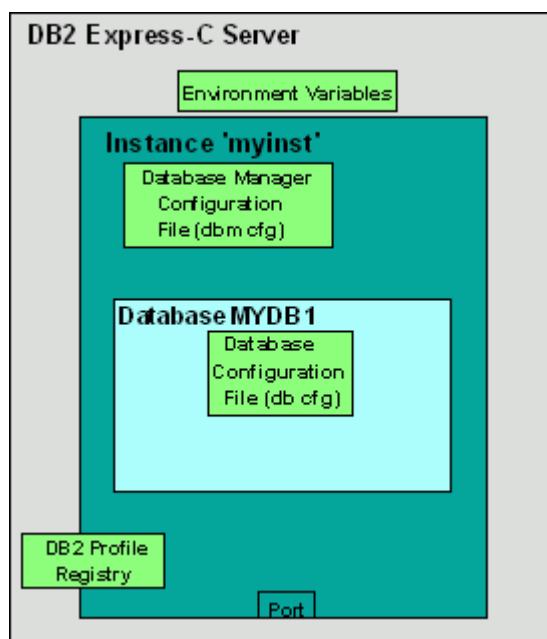 DB2 Express-C Server
Environment Variables
Instance 'myinst'
Database Manager
Configuration
File (dbm cfg)
Database MYDB1
Database
Configuration
File (db cfg)
DB2 Profile
Registry
Port